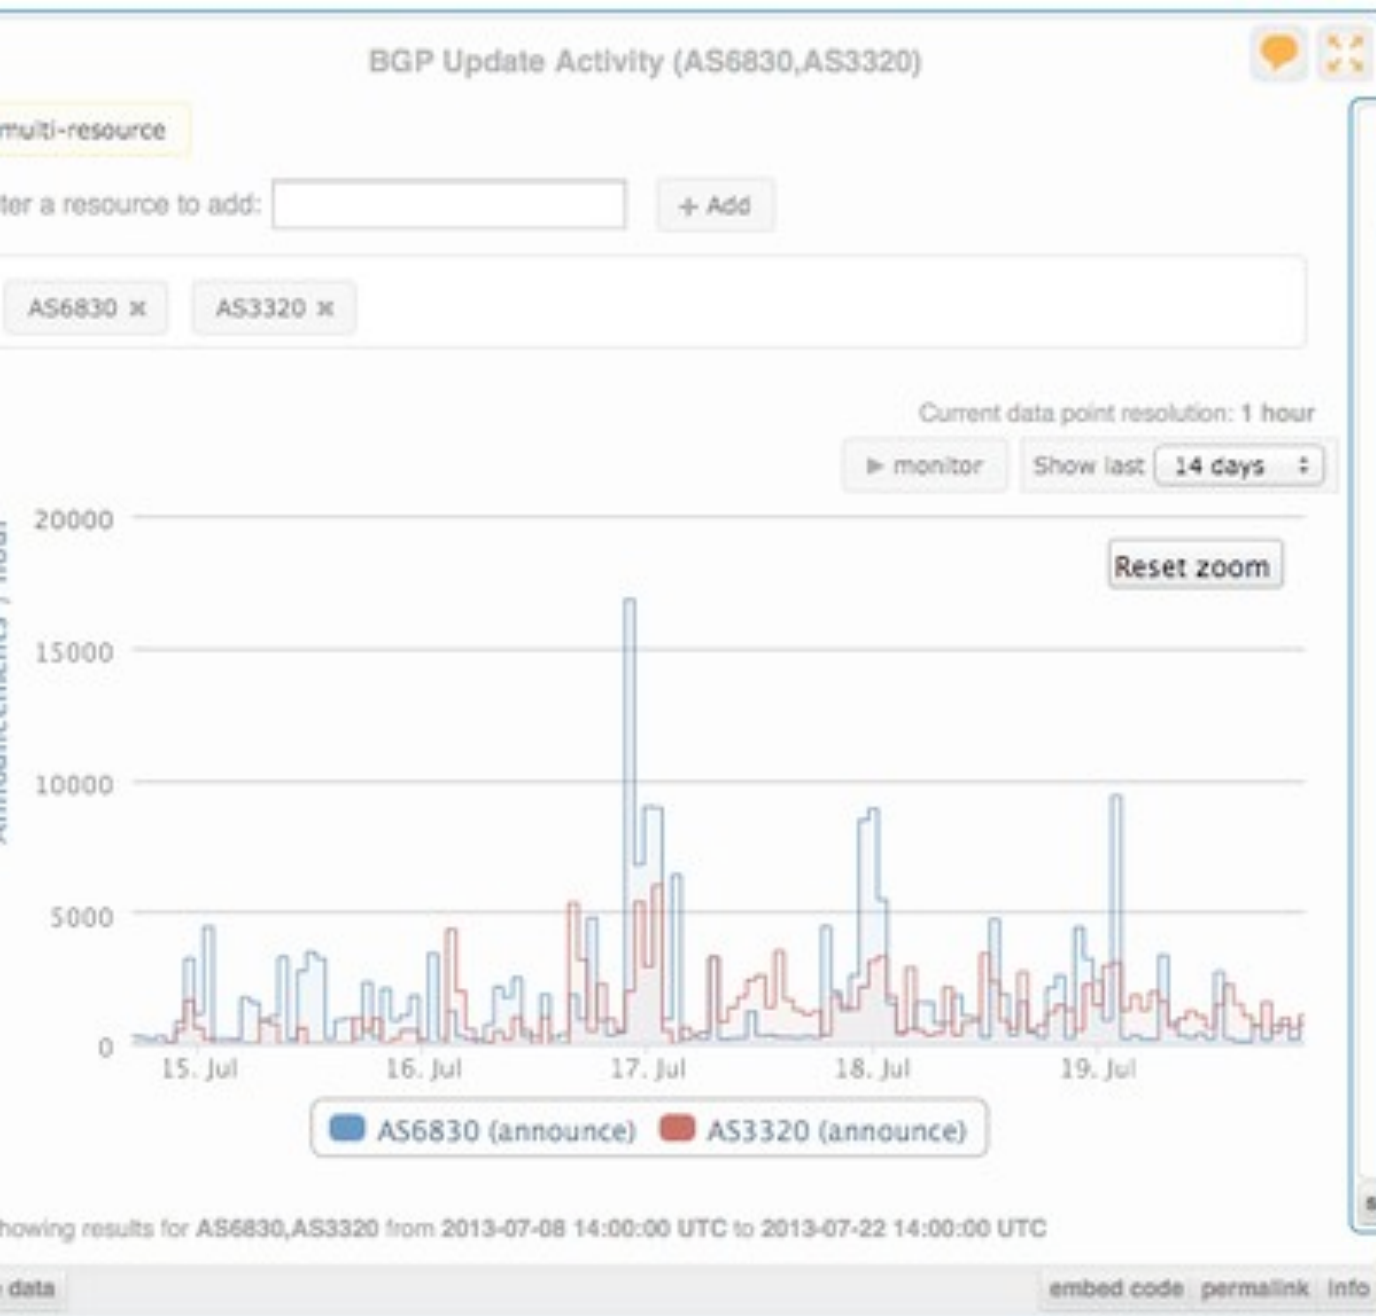 BGP Update Activity (AS6830,AS3320)
multi-resource
ter a resource to add:
+ Add
AS6830 ✖ AS3320 ✖
Current data point resolution: 1 hour
▶ monitor Show last 14 days
20000
Reset zoom
15000
10000
5000
0
15. Jul 16. Jul 17. Jul 18. Jul 19. Jul
AS6830 (announce) AS3320 (announce)
howing results for AS6830,AS3320 from 2013-07-08 14:00:00 UTC to 2013-07-22 14:00:00 UTC
data embed code permalink info